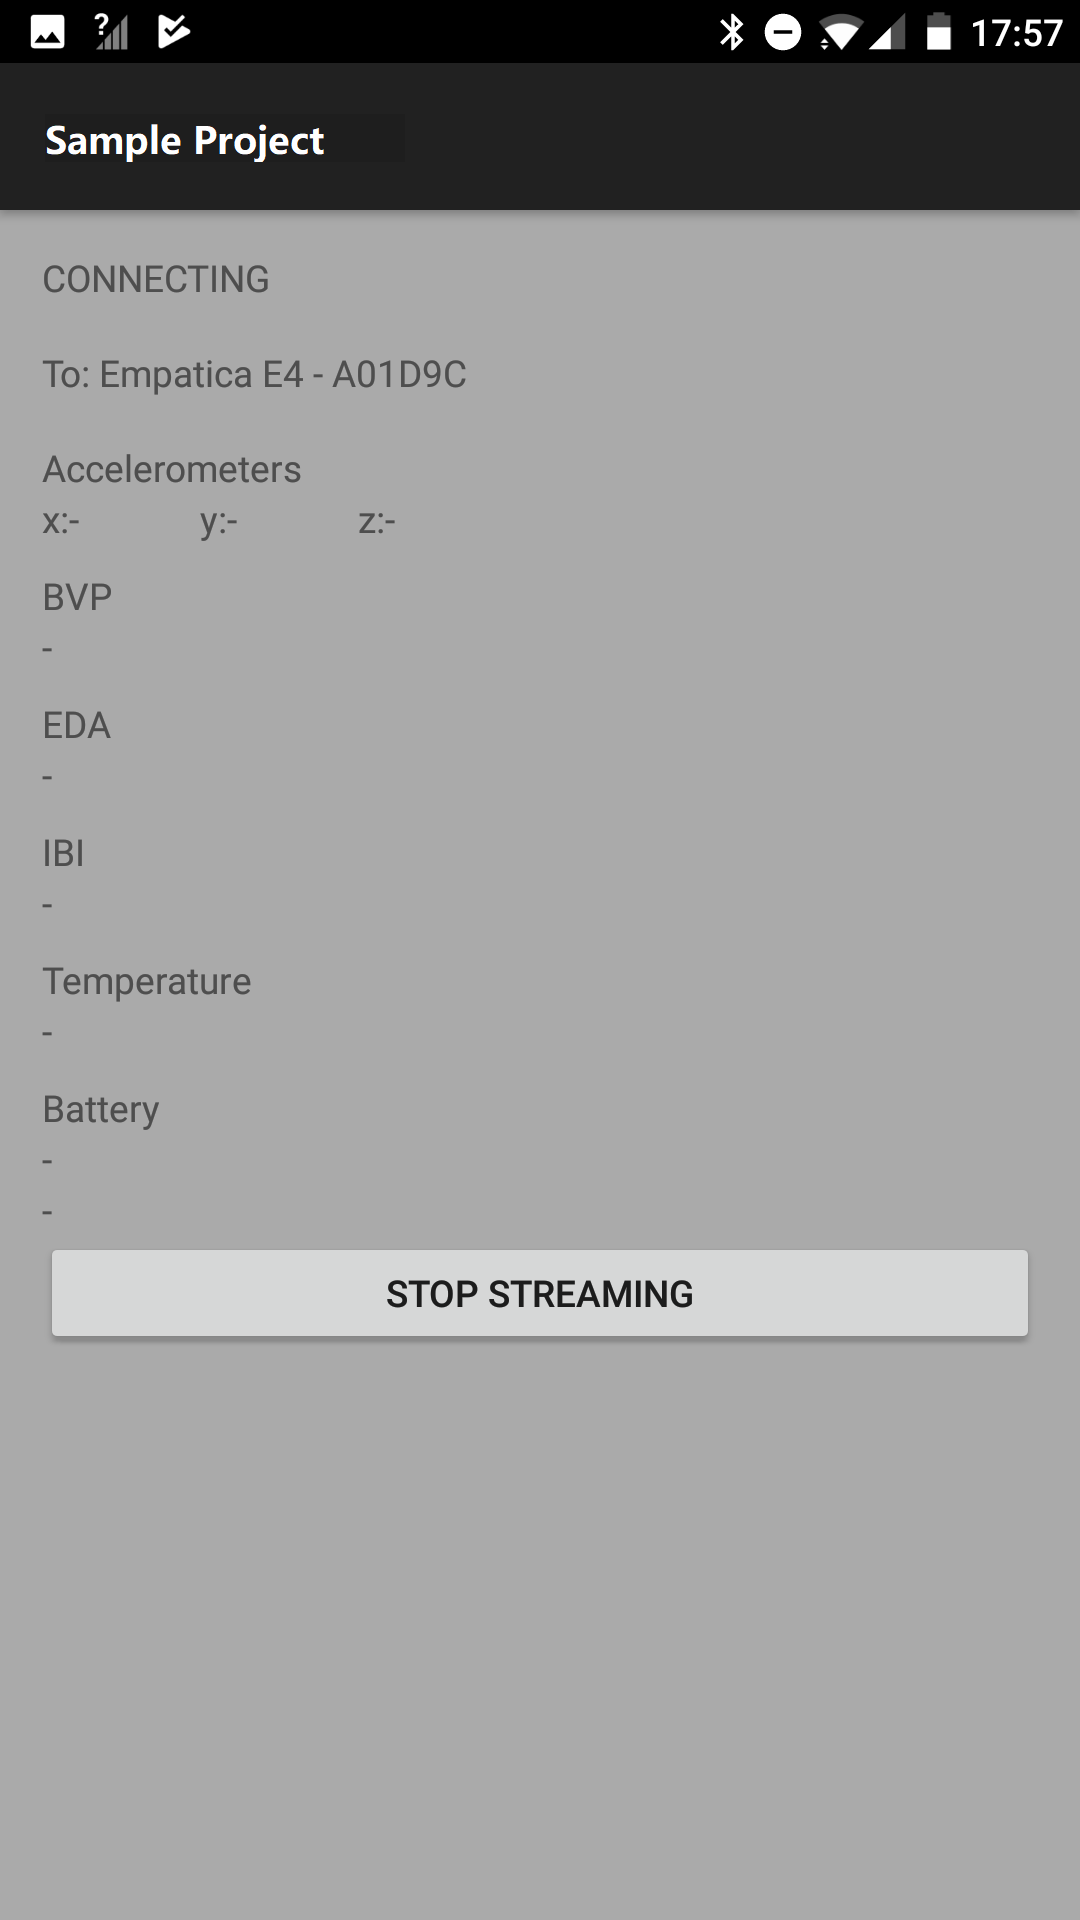 17:57
Sample Project
CONNECTING
To: Empatica E4 - A01D9C
Accelerometers
x:- y:- z:-
BVP
-
EDA
-
IBI
-
Temperature
-
Battery
-
-
STOP STREAMING